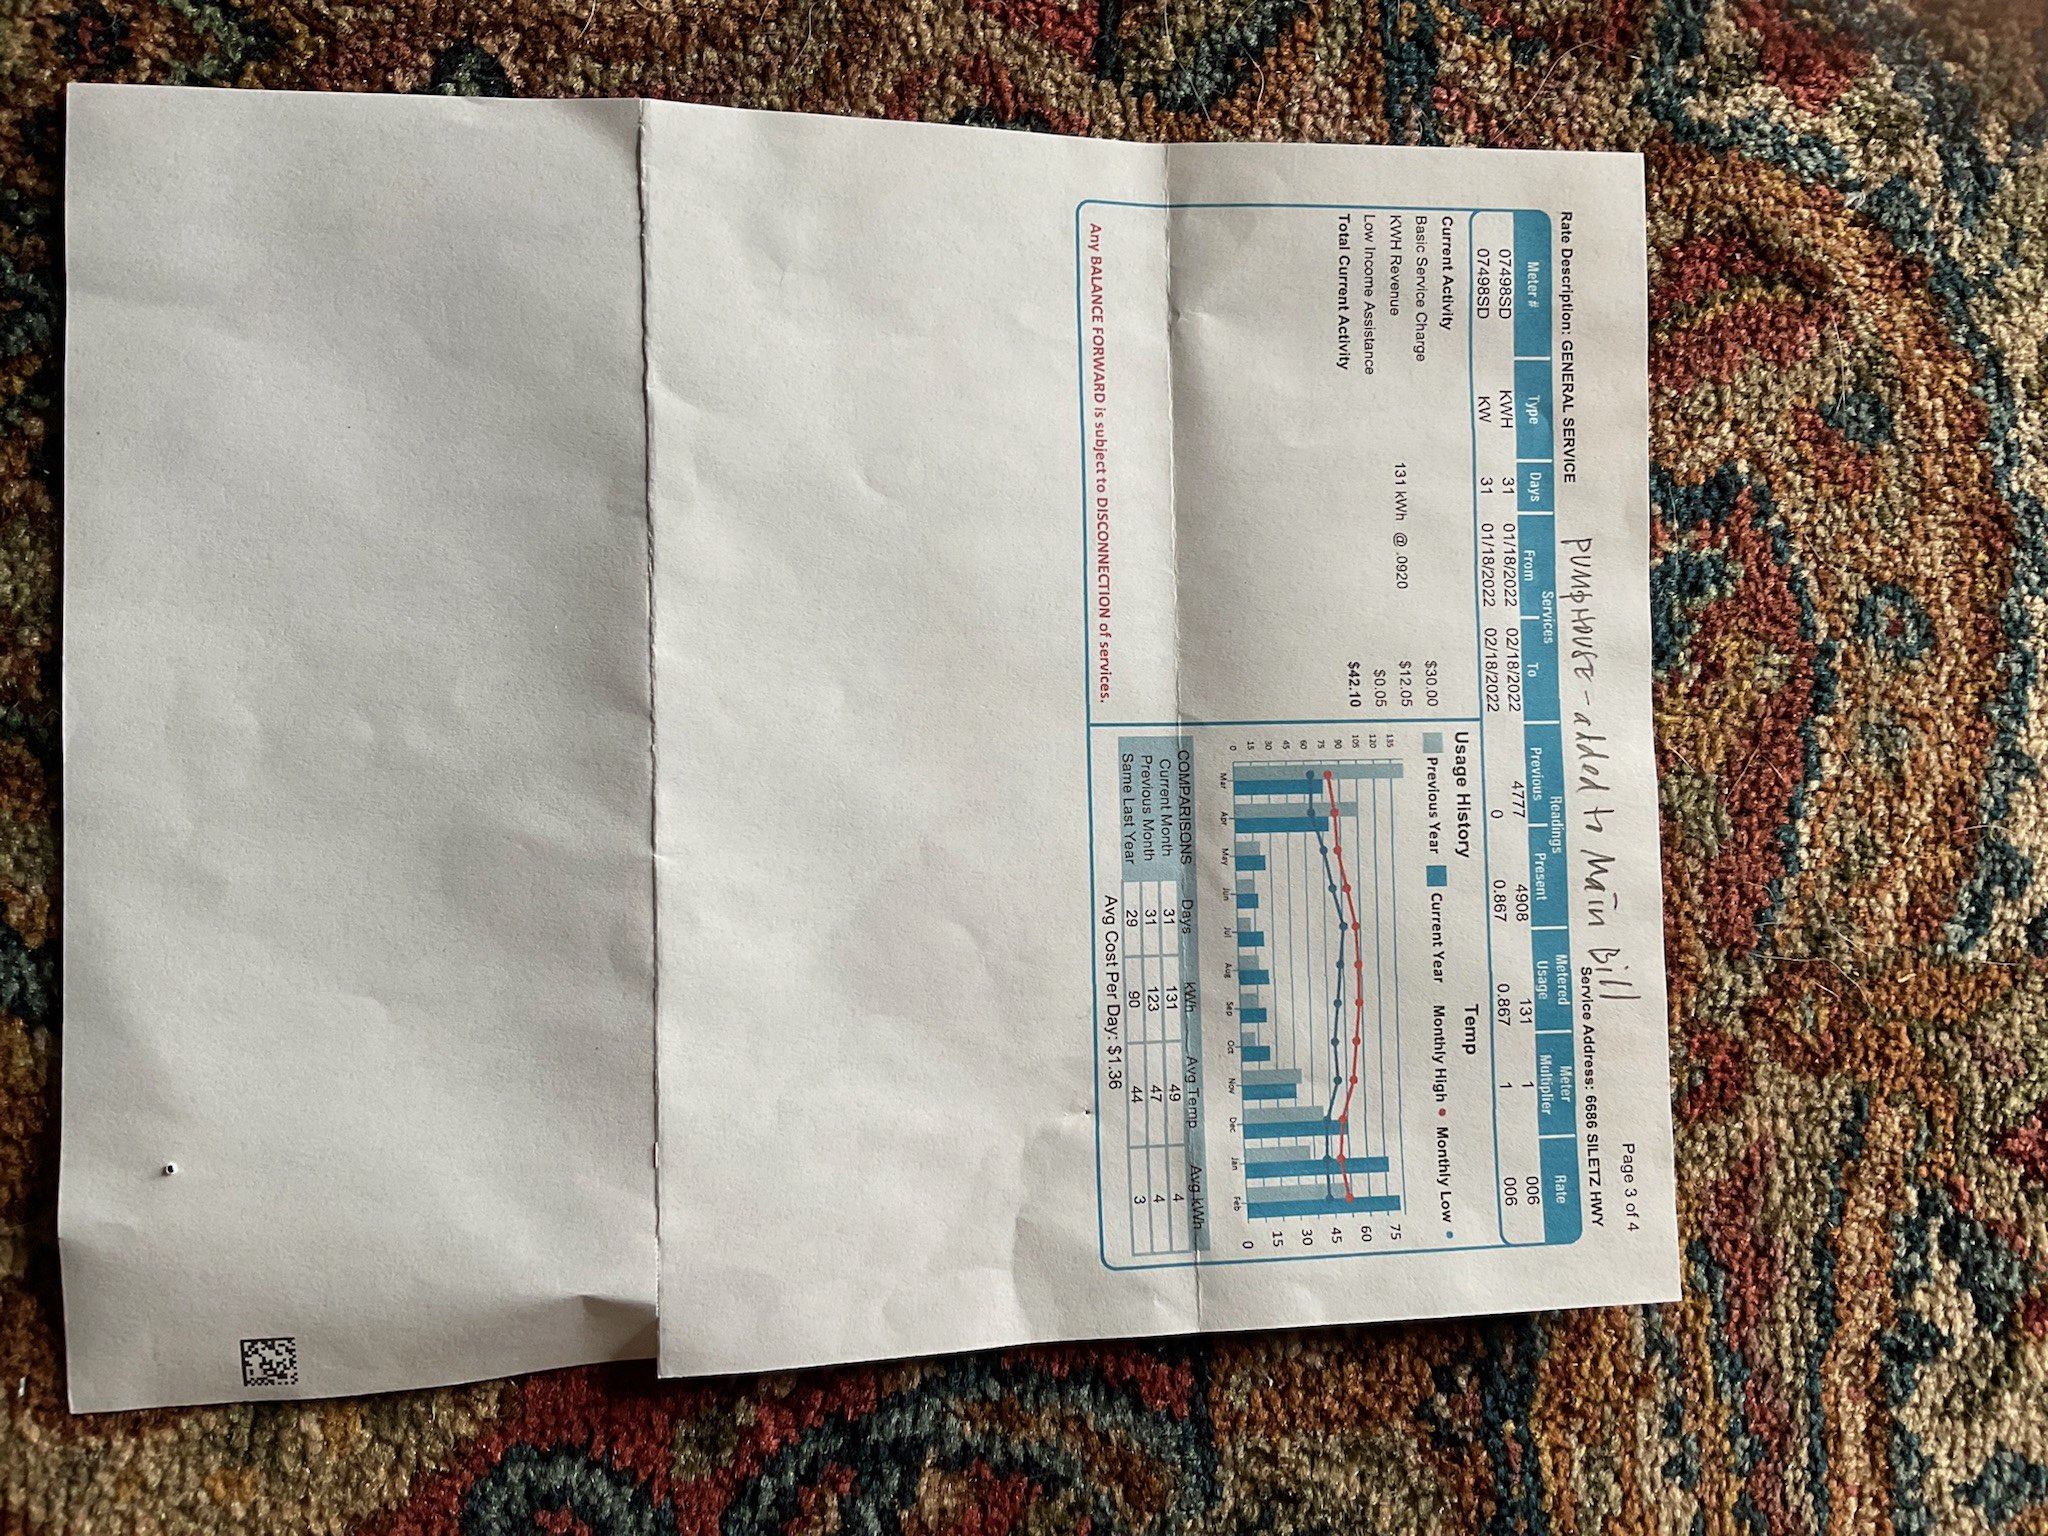 Page 3 of 4
PUMPHOUSE - added to Main Bill
Rate Description: GENERAL SERVICE Service Address: 6686 SILETZ HWY
Services Readings Metered Meter
Meter # Type Days From To Previous Present Usage Multiplier Rate
07498SD KWH 31 01/18/2022 02/18/2022 4777 4908 131 1 006
07498SD KW 31 01/18/2022 02/18/2022 0 0.867 0.867 1 006
Current Activity
Basic Service Charge $30.00
KWH Revenue 131 kWh @ .0920 $12.05
Low Income Assistance $0.05
Total Current Activity $42.10
Any BALANCE FORWARD is subject to DISCONNECTION of services.
Usage History Temp
Previous Year Current Year Monthly High Monthly Low
135
120
105
90
75
60
45
30
15
0
75
60
45
30
15
0
Mar Apr May Jun Jul Aug Sep Oct Nov Dec Jan Feb
COMPARISONS Days kWh Avg Temp Avg kWh
Current Month 31 131 49 4
Previous Month 31 123 47 4
Same Last Year 29 90 44 3
Avg Cost Per Day: $1.36